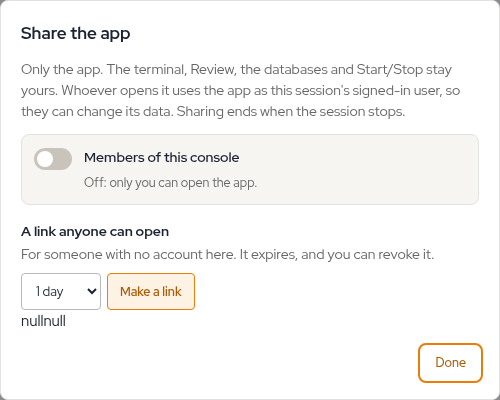 Share the app
Only the app. The terminal, Review, the databases and Start/Stop stay
yours. Whoever opens it uses the app as this session's signed-in user, so
they can change its data. Sharing ends when the session stops.
Members of this console
Off: only you can open the app.
A link anyone can open
For someone with no account here. It expires, and you can revoke it.
1 day
Make a link
nullnull
Done